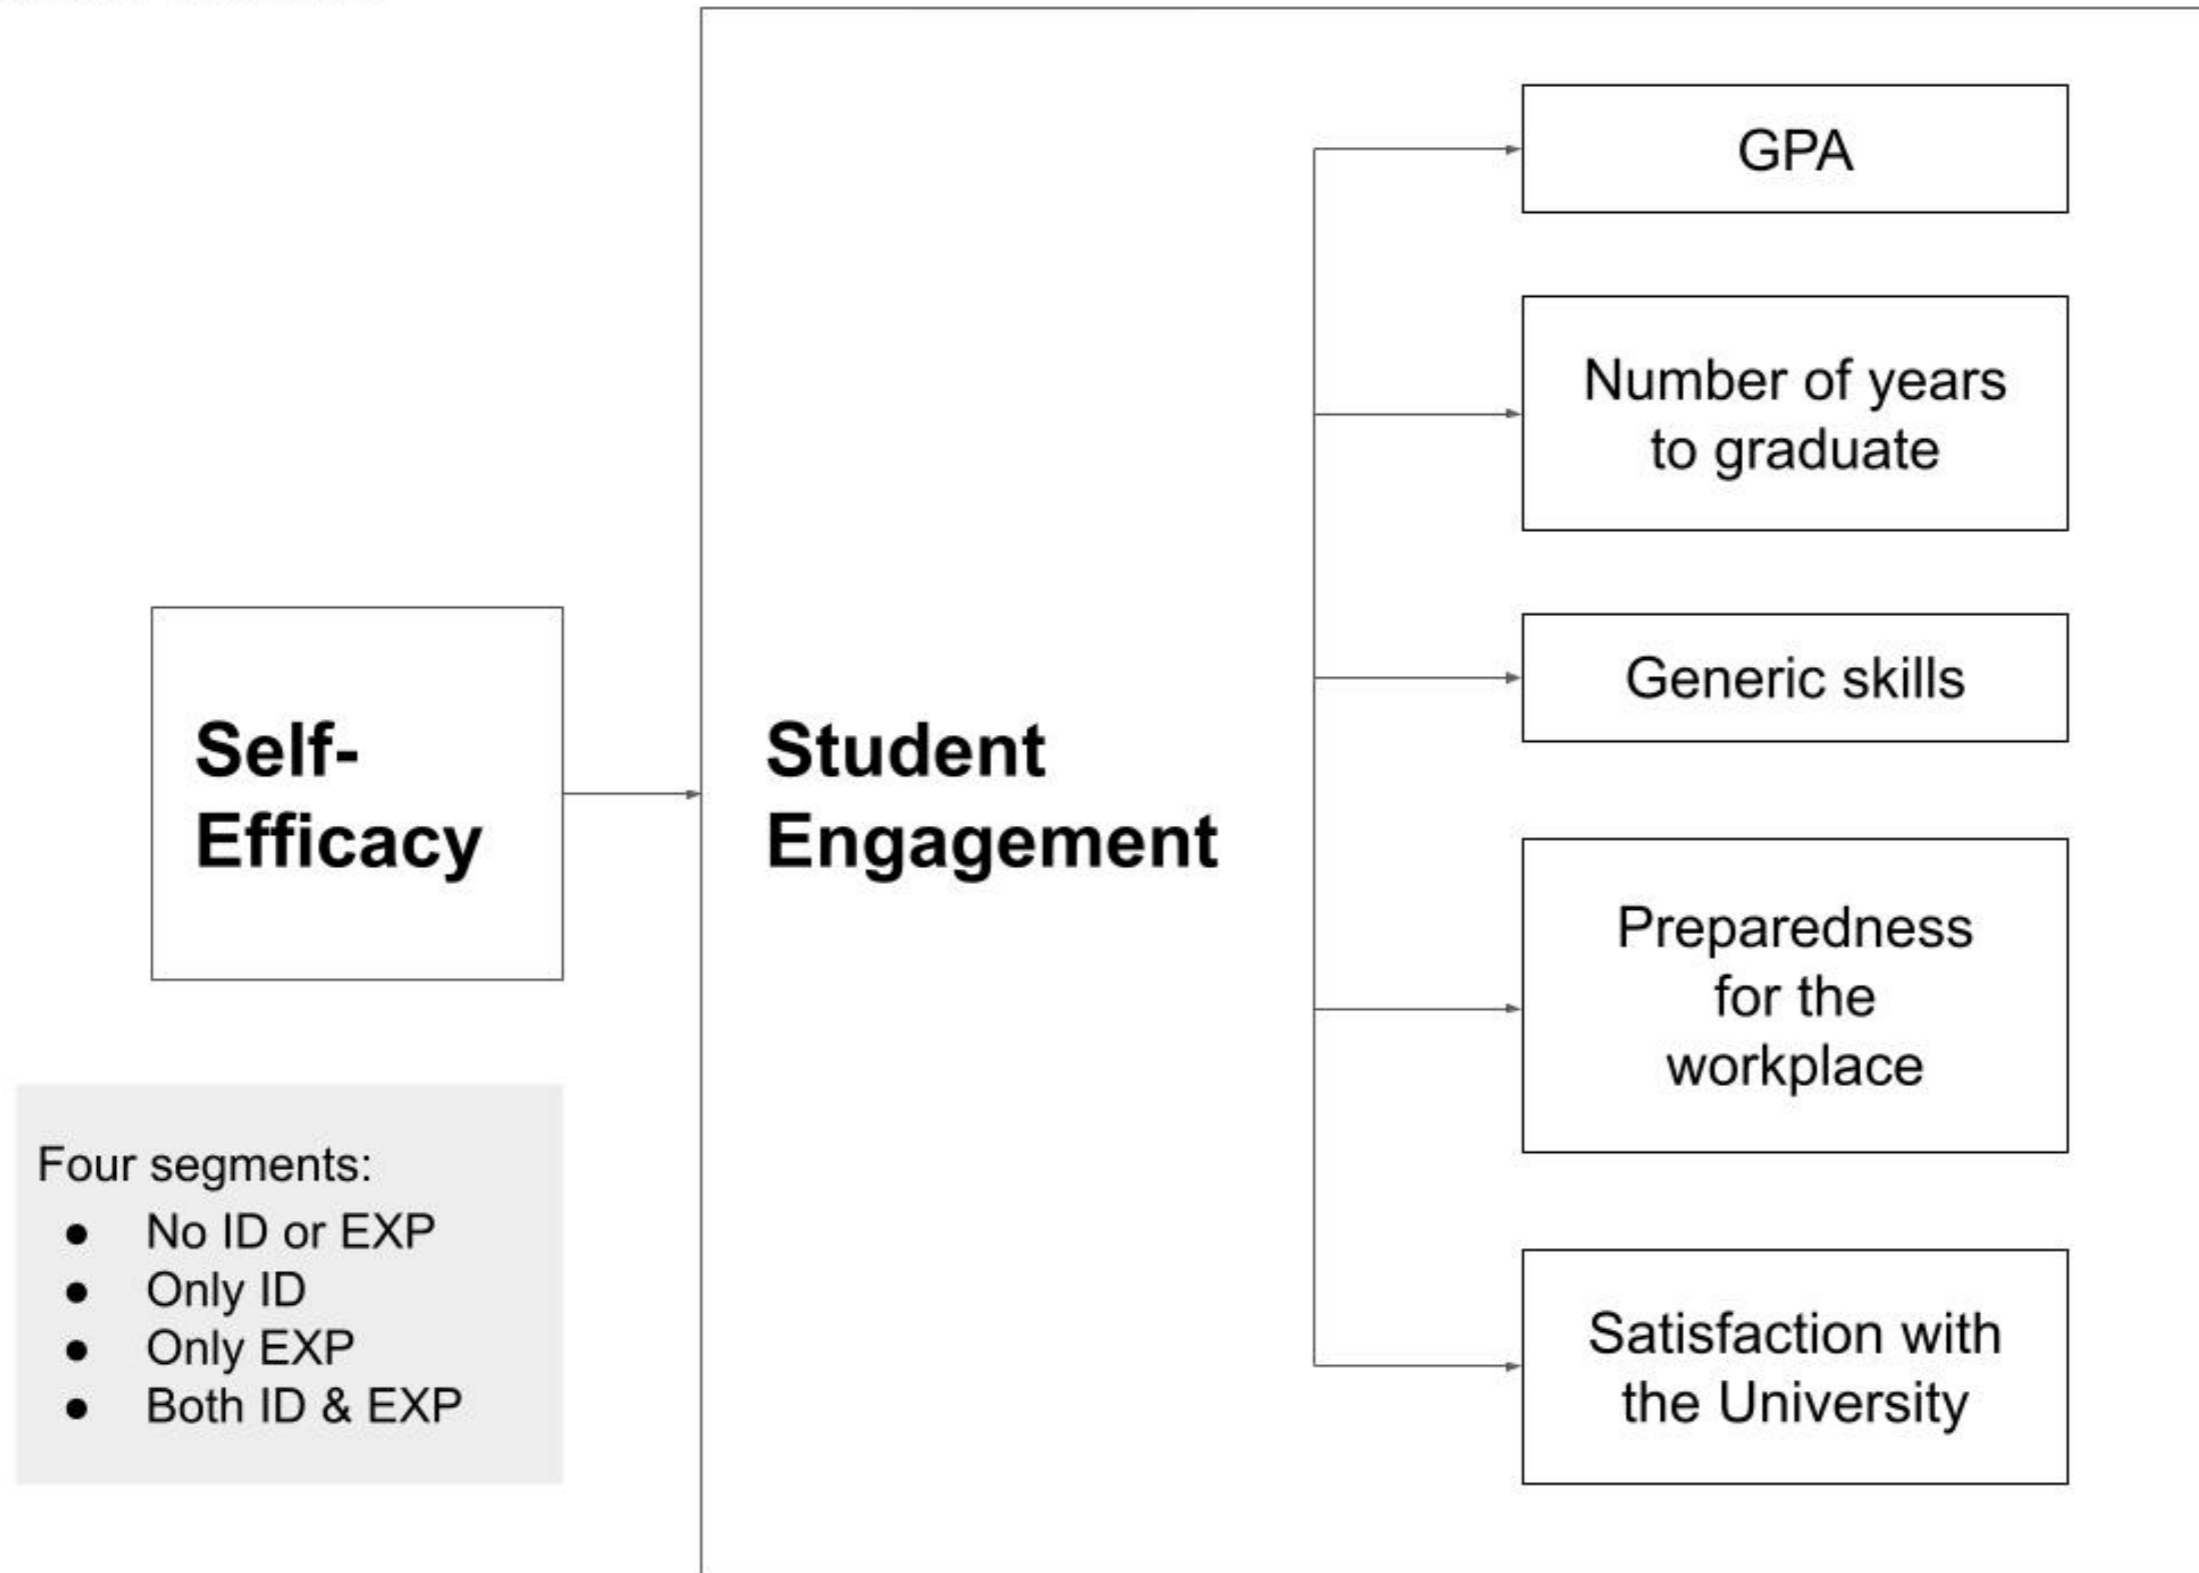 GPA
Number of years
to graduate
Generic skills
Self-
Efficacy
Student
Engagement
Preparedness
for the
workplace
Four segments:
● No ID or EXP
● Only ID
● Only EXP
● Both ID & EXP
Satisfaction with
the University